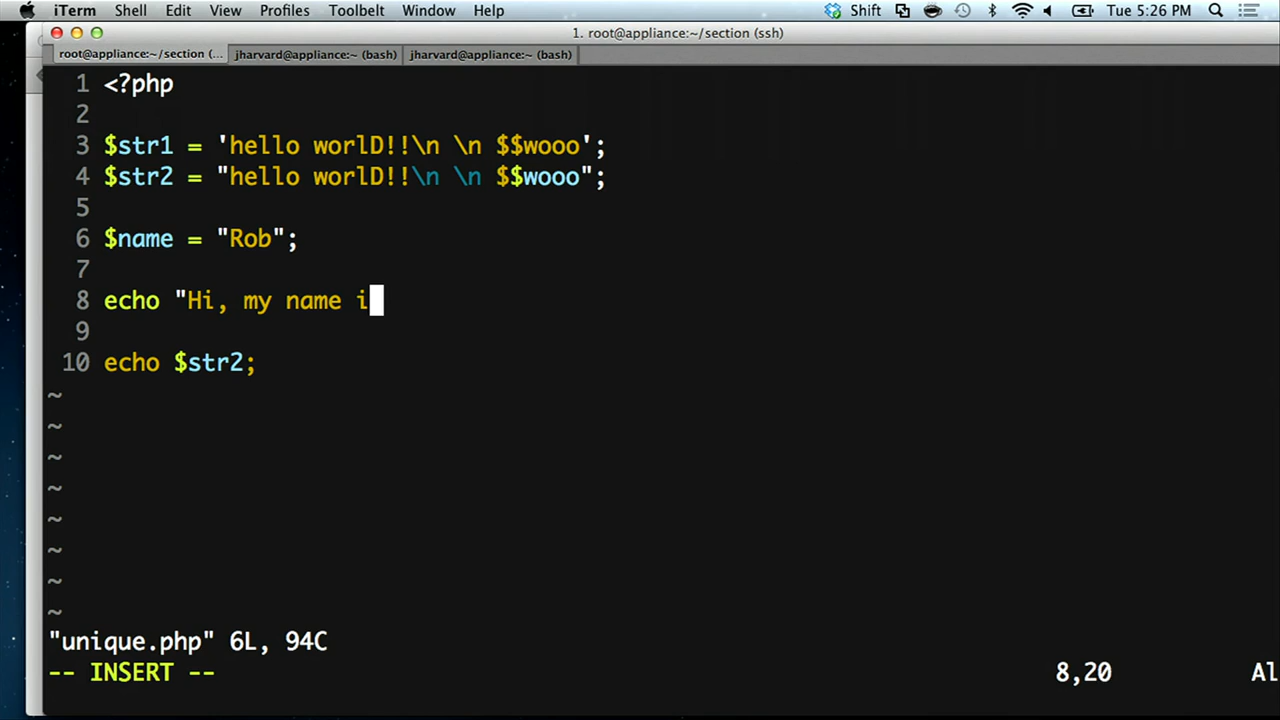 iTerm Shell Edit View Profiles Toolbelt Window Help Shift Tue 5:26 PM
1. root@appliance:~/section (ssh)
root@appliance:~/section (... jharvard@appliance:~ (bash) jharvard@appliance:~ (bash)
1 <?php
2
3 $str1 = 'hello worlD!!\n \n $$wooo';
4 $str2 = "hello worlD!!\n \n $$wooo";
5
6 $name = "Rob";
7
8 echo "Hi, my name i
9
10 echo $str2;
~
~
~
~
~
~
~
~
"unique.php" 6L, 94C
-- INSERT -- 8,20 Al